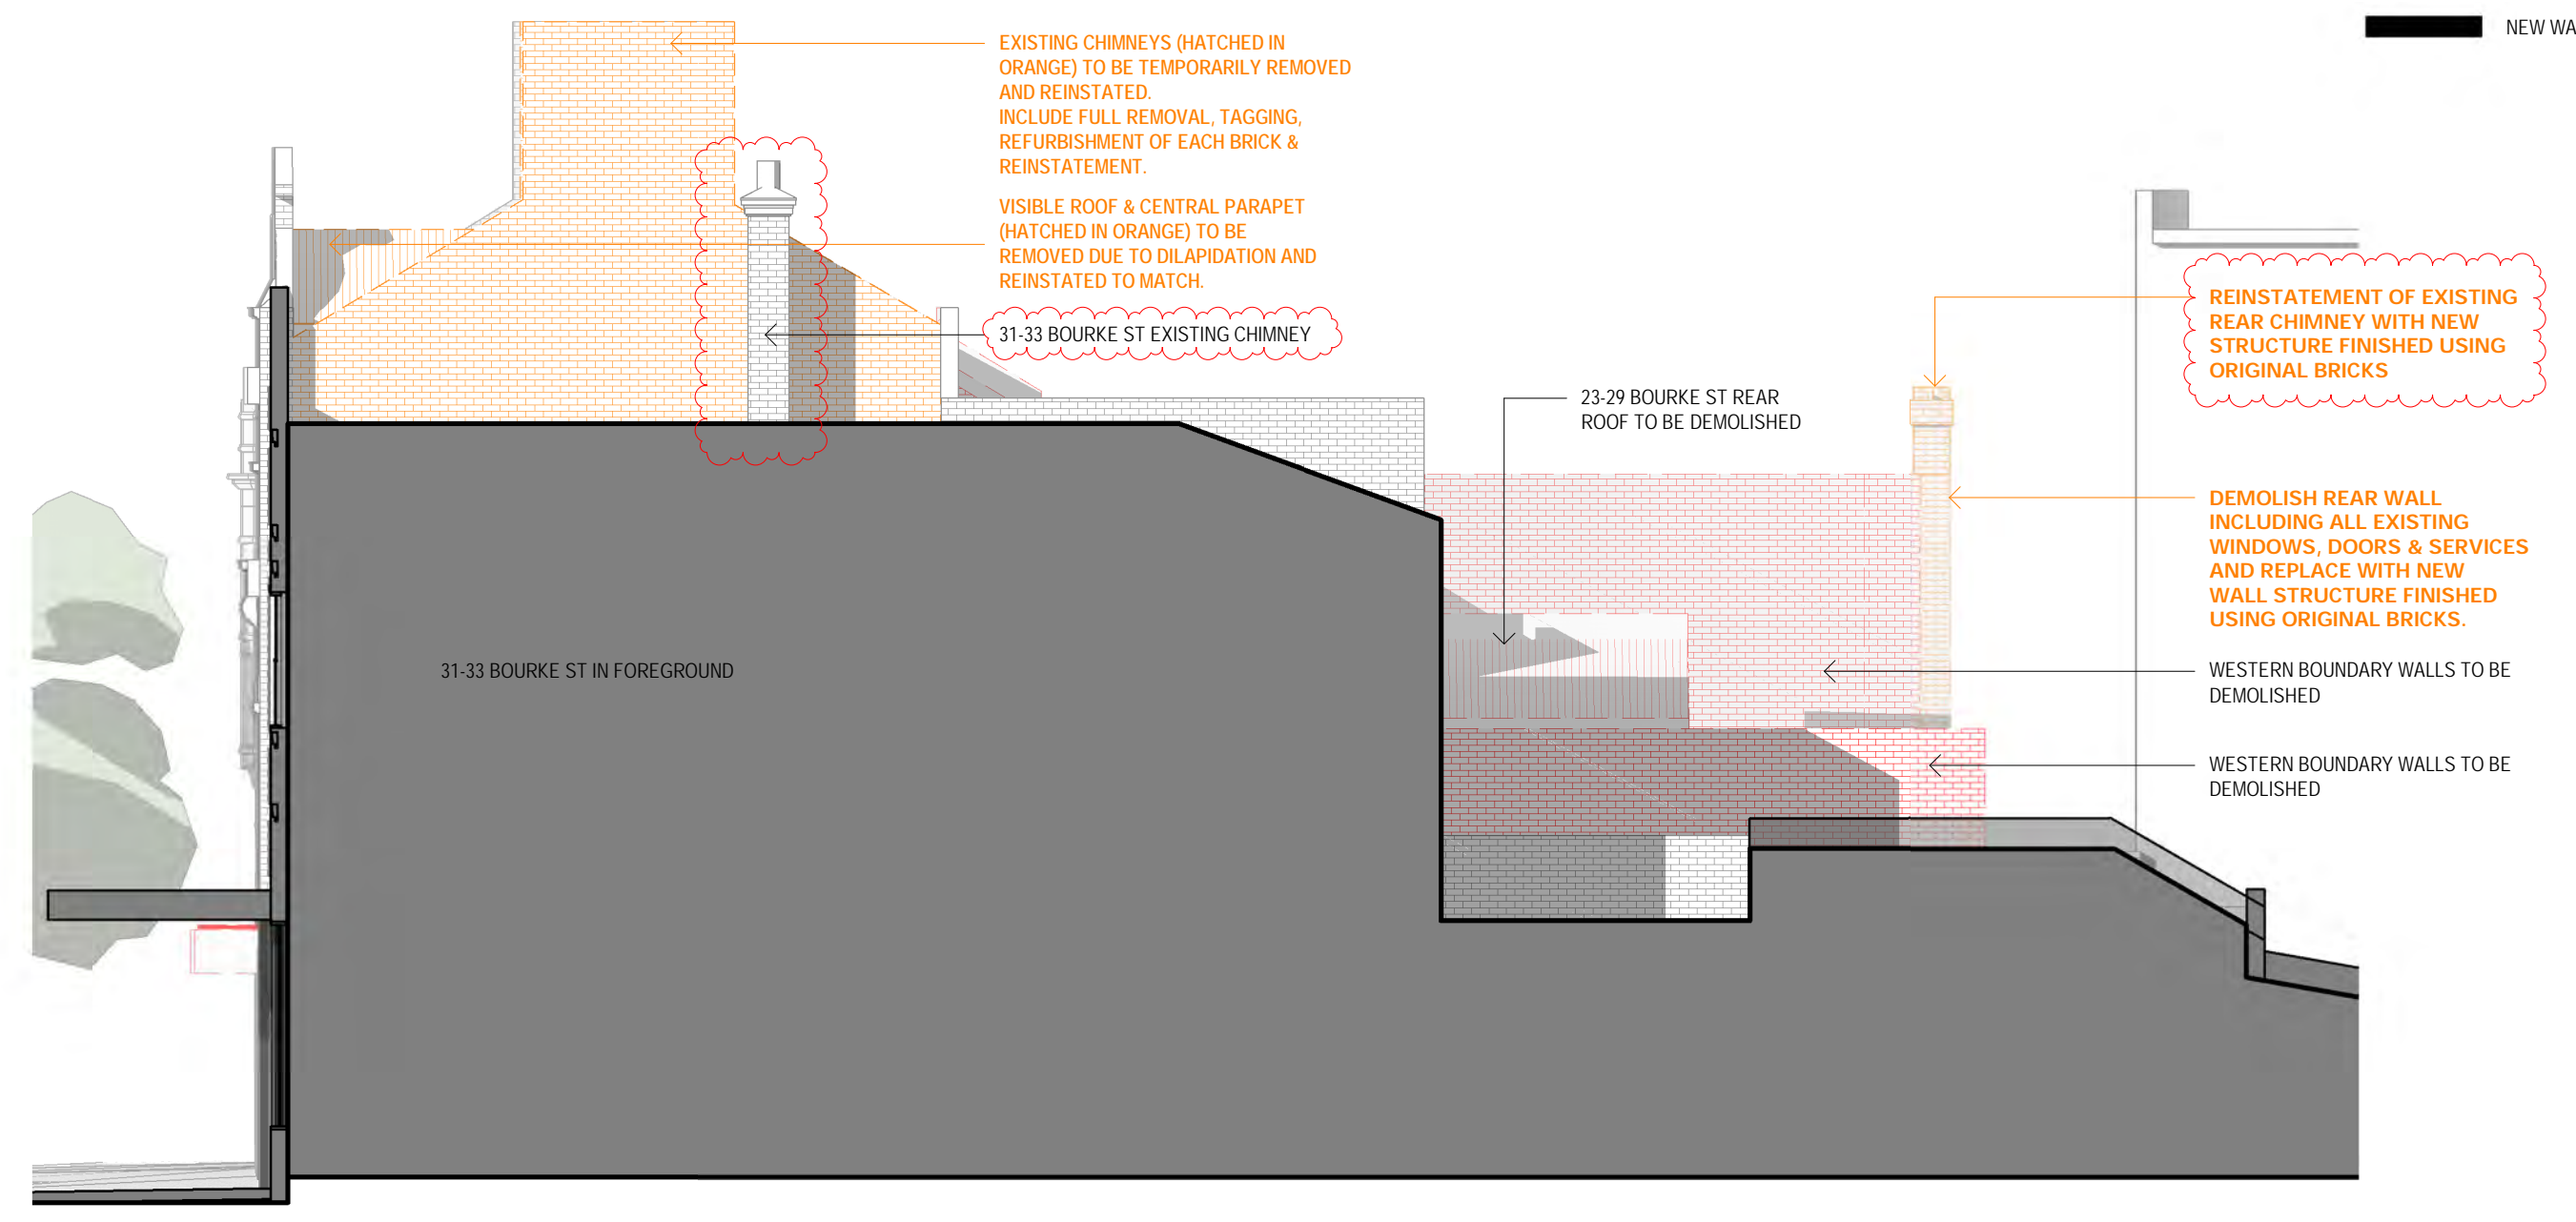 NEW WA
EXISTING CHIMNEYS (HATCHED IN
ORANGE) TO BE TEMPORARILY REMOVED
AND REINSTATED.
INCLUDE FULL REMOVAL, TAGGING,
REFURBISHMENT OF EACH BRICK &
REINSTATEMENT.
VISIBLE ROOF & CENTRAL PARAPET
(HATCHED IN ORANGE) TO BE
REMOVED DUE TO DILAPIDATION AND
REINSTATED TO MATCH.
31-33 BOURKE ST EXISTING CHIMNEY
REINSTATEMENT OF EXISTING
REAR CHIMNEY WITH NEW
STRUCTURE FINISHED USING
ORIGINAL BRICKS
23-29 BOURKE ST REAR
ROOF TO BE DEMOLISHED
DEMOLISH REAR WALL
INCLUDING ALL EXISTING
WINDOWS, DOORS & SERVICES
AND REPLACE WITH NEW
WALL STRUCTURE FINISHED
USING ORIGINAL BRICKS.
31-33 BOURKE ST IN FOREGROUND
WESTERN BOUNDARY WALLS TO BE
DEMOLISHED
WESTERN BOUNDARY WALLS TO BE
DEMOLISHED